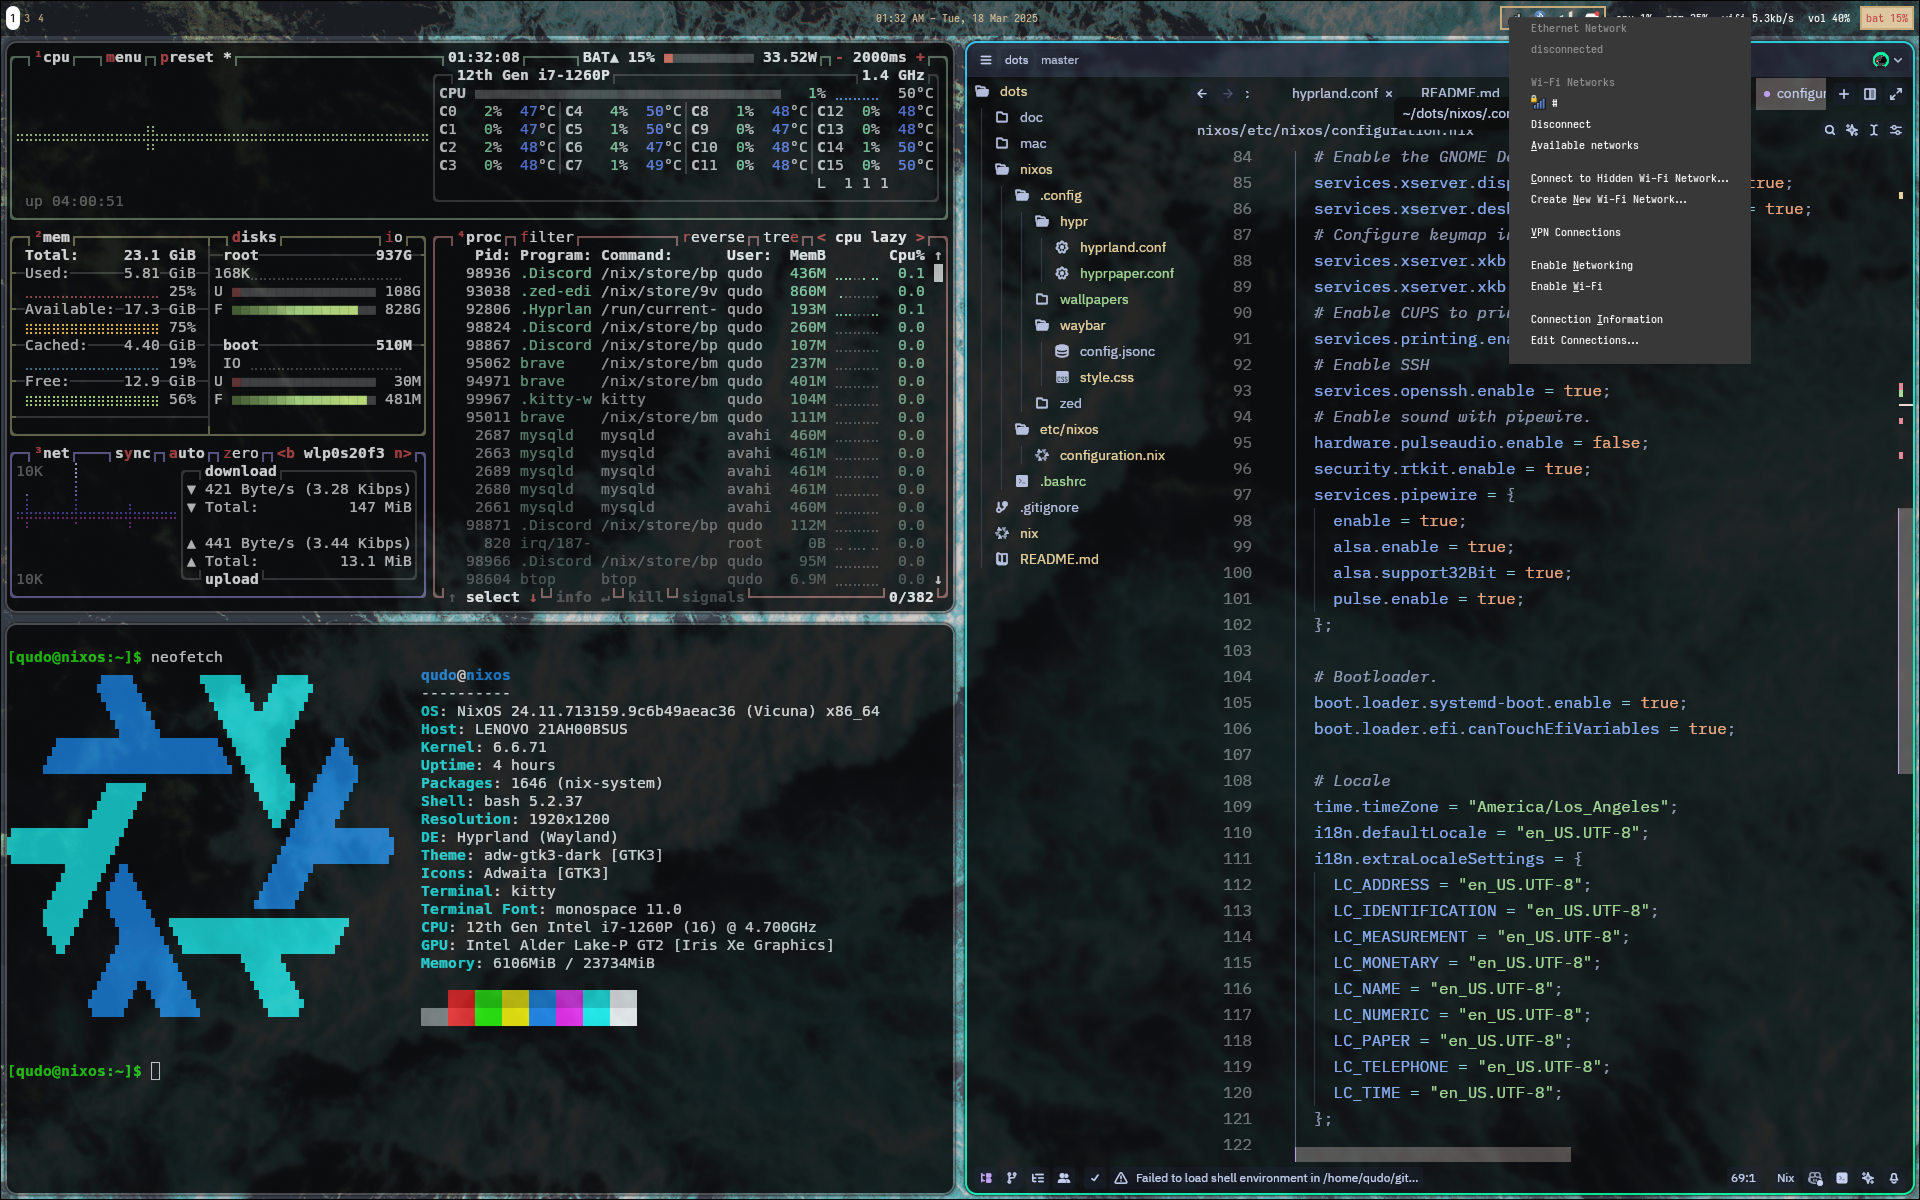 1 3 4
01:32 AM - Tue, 18 Mar 2025
5.3kb/s vol 40% bat 15%
¹cpu menu preset *
01:32:08 BAT▲ 15% 33.52W - 2000ms +
12th Gen i7-1260P 1.4 GHz
CPU 1% 50°C
C0 2% 47°C C4 4% 50°C C8 1% 48°C C12 0% 48°C
C1 0% 47°C C5 1% 50°C C9 0% 47°C C13 0% 48°C
C2 2% 48°C C6 4% 47°C C10 0% 48°C C14 1% 50°C
C3 0% 48°C C7 1% 49°C C11 0% 48°C C15 0% 50°C
L 1 1 1
up 04:00:51
²mem disks io
Total: 23.1 GiB
Used: 5.81 GiB
25%
Available: 17.3 GiB
75%
Cached: 4.40 GiB
19%
Free: 12.9 GiB
56%
root 937G
168K
U 108G
F 828G
boot 510M
IO
U 30M
F 481M
³net sync auto zero <b wlp0s20f3 n>
10K
download
▼ 421 Byte/s (3.28 Kibps)
▼ Total: 147 MiB
▲ 441 Byte/s (3.44 Kibps)
▲ Total: 13.1 MiB
10K
upload
⁴proc filter reverse tree < cpu lazy >
Pid: Program: Command: User: MemB Cpu% ↑
98936 .Discord /nix/store/bp qudo 436M 0.1
93038 .zed-edi /nix/store/9v qudo 860M 0.0
92806 .Hyprlan /run/current- qudo 193M 0.1
98824 .Discord /nix/store/bp qudo 260M 0.0
98867 .Discord /nix/store/bp qudo 107M 0.0
95062 brave /nix/store/bm qudo 237M 0.0
94971 brave /nix/store/bm qudo 401M 0.0
99967 .kitty-w kitty qudo 104M 0.0
95011 brave /nix/store/bm qudo 111M 0.0
2687 mysqld mysqld avahi 460M 0.0
2663 mysqld mysqld avahi 461M 0.0
2689 mysqld mysqld avahi 461M 0.0
2680 mysqld mysqld avahi 461M 0.0
2661 mysqld mysqld avahi 460M 0.0
98871 .Discord /nix/store/bp qudo 112M 0.0
820 irq/187- root 0B 0.0
98966 .Discord /nix/store/bp qudo 95M 0.0
98604 btop btop qudo 6.9M 0.0 ↓
↑ select ↓ info ↵ kill signals 0/382
[qudo@nixos:~]$ neofetch
qudo@nixos
----------
OS: NixOS 24.11.713159.9c6b49aeac36 (Vicuna) x86_64
Host: LENOVO 21AH00BSUS
Kernel: 6.6.71
Uptime: 4 hours
Packages: 1646 (nix-system)
Shell: bash 5.2.37
Resolution: 1920x1200
DE: Hyprland (Wayland)
Theme: adw-gtk3-dark [GTK3]
Icons: Adwaita [GTK3]
Terminal: kitty
Terminal Font: monospace 11.0
CPU: 12th Gen Intel i7-1260P (16) @ 4.700GHz
GPU: Intel Alder Lake-P GT2 [Iris Xe Graphics]
Memory: 6106MiB / 23734MiB
[qudo@nixos:~]$
dots master
dots
doc
mac
nixos
.config
hypr
hyprland.conf
hyprpaper.conf
wallpapers
waybar
config.jsonc
style.css
zed
etc/nixos
configuration.nix
.bashrc
.gitignore
nix
README.md
hyprland.conf × README.md configur
~/dots/nixos/.con
nixos/etc/nixos/configuration.nix
84 # Enable the GNOME De
85 services.xserver.disp true;
86 services.xserver.desk = true;
87 # Configure keymap in
88 services.xserver.xkb
89 services.xserver.xkb
90 # Enable CUPS to prin
91 services.printing.ena
92 # Enable SSH
93 services.openssh.enable = true;
94 # Enable sound with pipewire.
95 hardware.pulseaudio.enable = false;
96 security.rtkit.enable = true;
97 services.pipewire = {
98 enable = true;
99 alsa.enable = true;
100 alsa.support32Bit = true;
101 pulse.enable = true;
102 };
103
104 # Bootloader.
105 boot.loader.systemd-boot.enable = true;
106 boot.loader.efi.canTouchEfiVariables = true;
107
108 # Locale
109 time.timeZone = "America/Los_Angeles";
110 i18n.defaultLocale = "en_US.UTF-8";
111 i18n.extraLocaleSettings = {
112 LC_ADDRESS = "en_US.UTF-8";
113 LC_IDENTIFICATION = "en_US.UTF-8";
114 LC_MEASUREMENT = "en_US.UTF-8";
115 LC_MONETARY = "en_US.UTF-8";
116 LC_NAME = "en_US.UTF-8";
117 LC_NUMERIC = "en_US.UTF-8";
118 LC_PAPER = "en_US.UTF-8";
119 LC_TELEPHONE = "en_US.UTF-8";
120 LC_TIME = "en_US.UTF-8";
121 };
122
Failed to load shell environment in /home/qudo/git... 69:1 Nix
Ethernet Network
disconnected
Wi-Fi Networks
#
Disconnect
Available networks
Connect to Hidden Wi-Fi Network...
Create New Wi-Fi Network...
VPN Connections
Enable Networking
Enable Wi-Fi
Connection Information
Edit Connections...